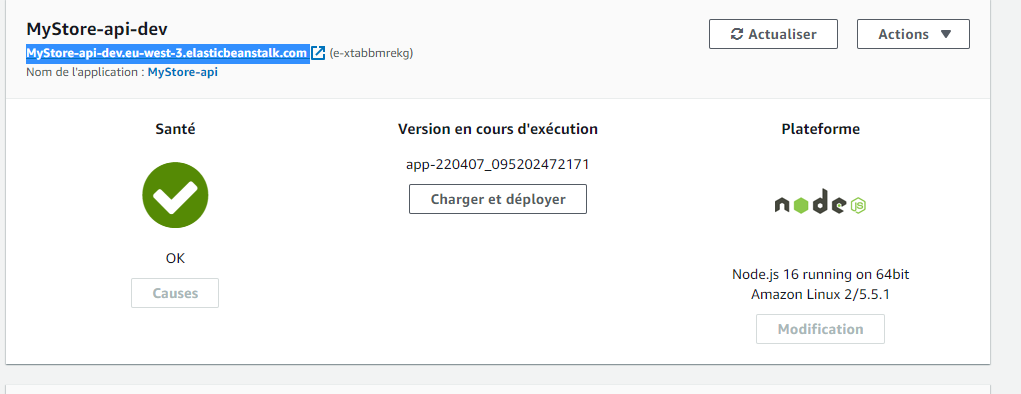 MyStore-api-dev
MyStore-api-dev.eu-west-3.elasticbeanstalk.com (e-xtabbmrekg)
Nom de l'application : MyStore-api
Actualiser
Actions
Santé
OK
Causes
Version en cours d'exécution
app-220407_095202472171
Charger et déployer
Plateforme
node JS
Node.js 16 running on 64bit
Amazon Linux 2/5.5.1
Modification